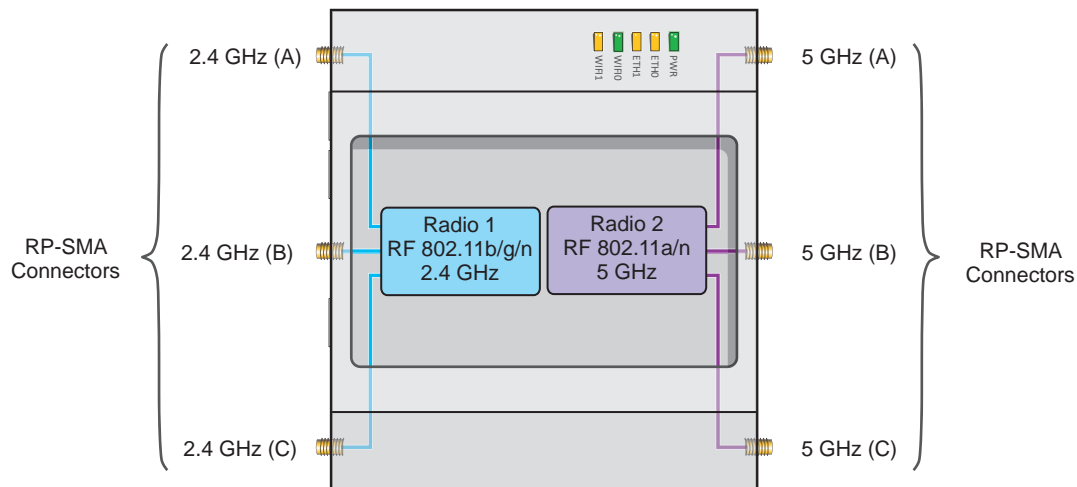 2.4 GHz (A)
WIFI1
WIFI0
ETH1
ETH0
PWR
5 GHz (A)
RP-SMA
Connectors
2.4 GHz (B)
Radio 1
RF 802.11b/g/n
2.4 GHz
Radio 2
RF 802.11a/n
5 GHz
5 GHz (B)
RP-SMA
Connectors
2.4 GHz (C)
5 GHz (C)